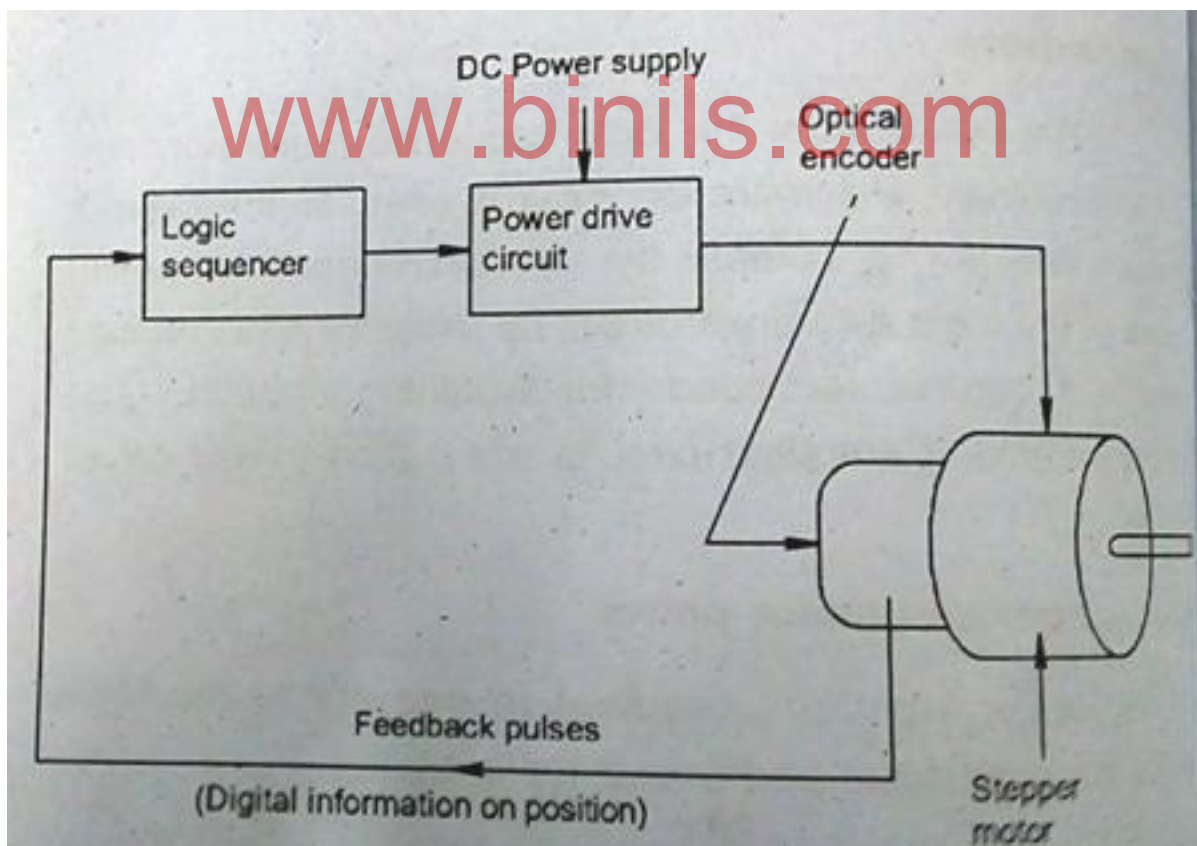 DC Power supply
www.binils.com
Optical
encoder
Logic
sequencer
Power drive
circuit
Feedback pulses
(Digital information on position)
Stepper
motor